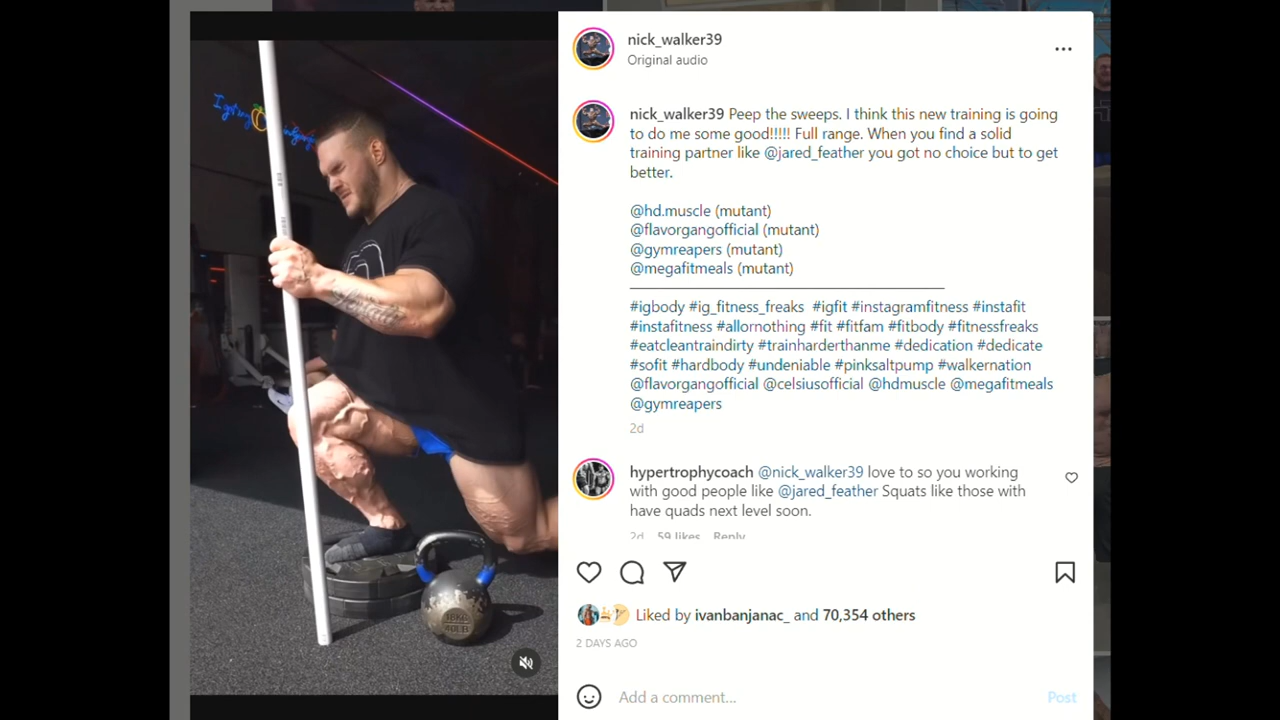 nick_walker39
Original audio
nick_walker39 Peep the sweeps. I think this new training is going
to do me some good!!!!! Full range. When you find a solid
training partner like @jared_feather you got no choice but to get
better.
@hd.muscle (mutant)
@flavorgangofficial (mutant)
@gymreapers (mutant)
@megafitmeals (mutant)
#igbody #ig_fitness_freaks #igfit #instagramfitness #instafit
#instafitness #allornothing #fit #fitfam #fitbody #fitnessfreaks
#eatcleantraindirty #trainharderthanme #dedication #dedicate
#sofit #hardbody #undeniable #pinksaltpump #walkernation
@flavorgangofficial @celsiusofficial @hdmuscle @megafitmeals
@gymreapers
2d
hypertrophycoach @nick_walker39 love to so you working
with good people like @jared_feather Squats like those with
have quads next level soon.
2d 59 likes Reply
Liked by ivanbanjanac_ and 70,354 others
2 DAYS AGO
Add a comment...
Post
I got my
40LB